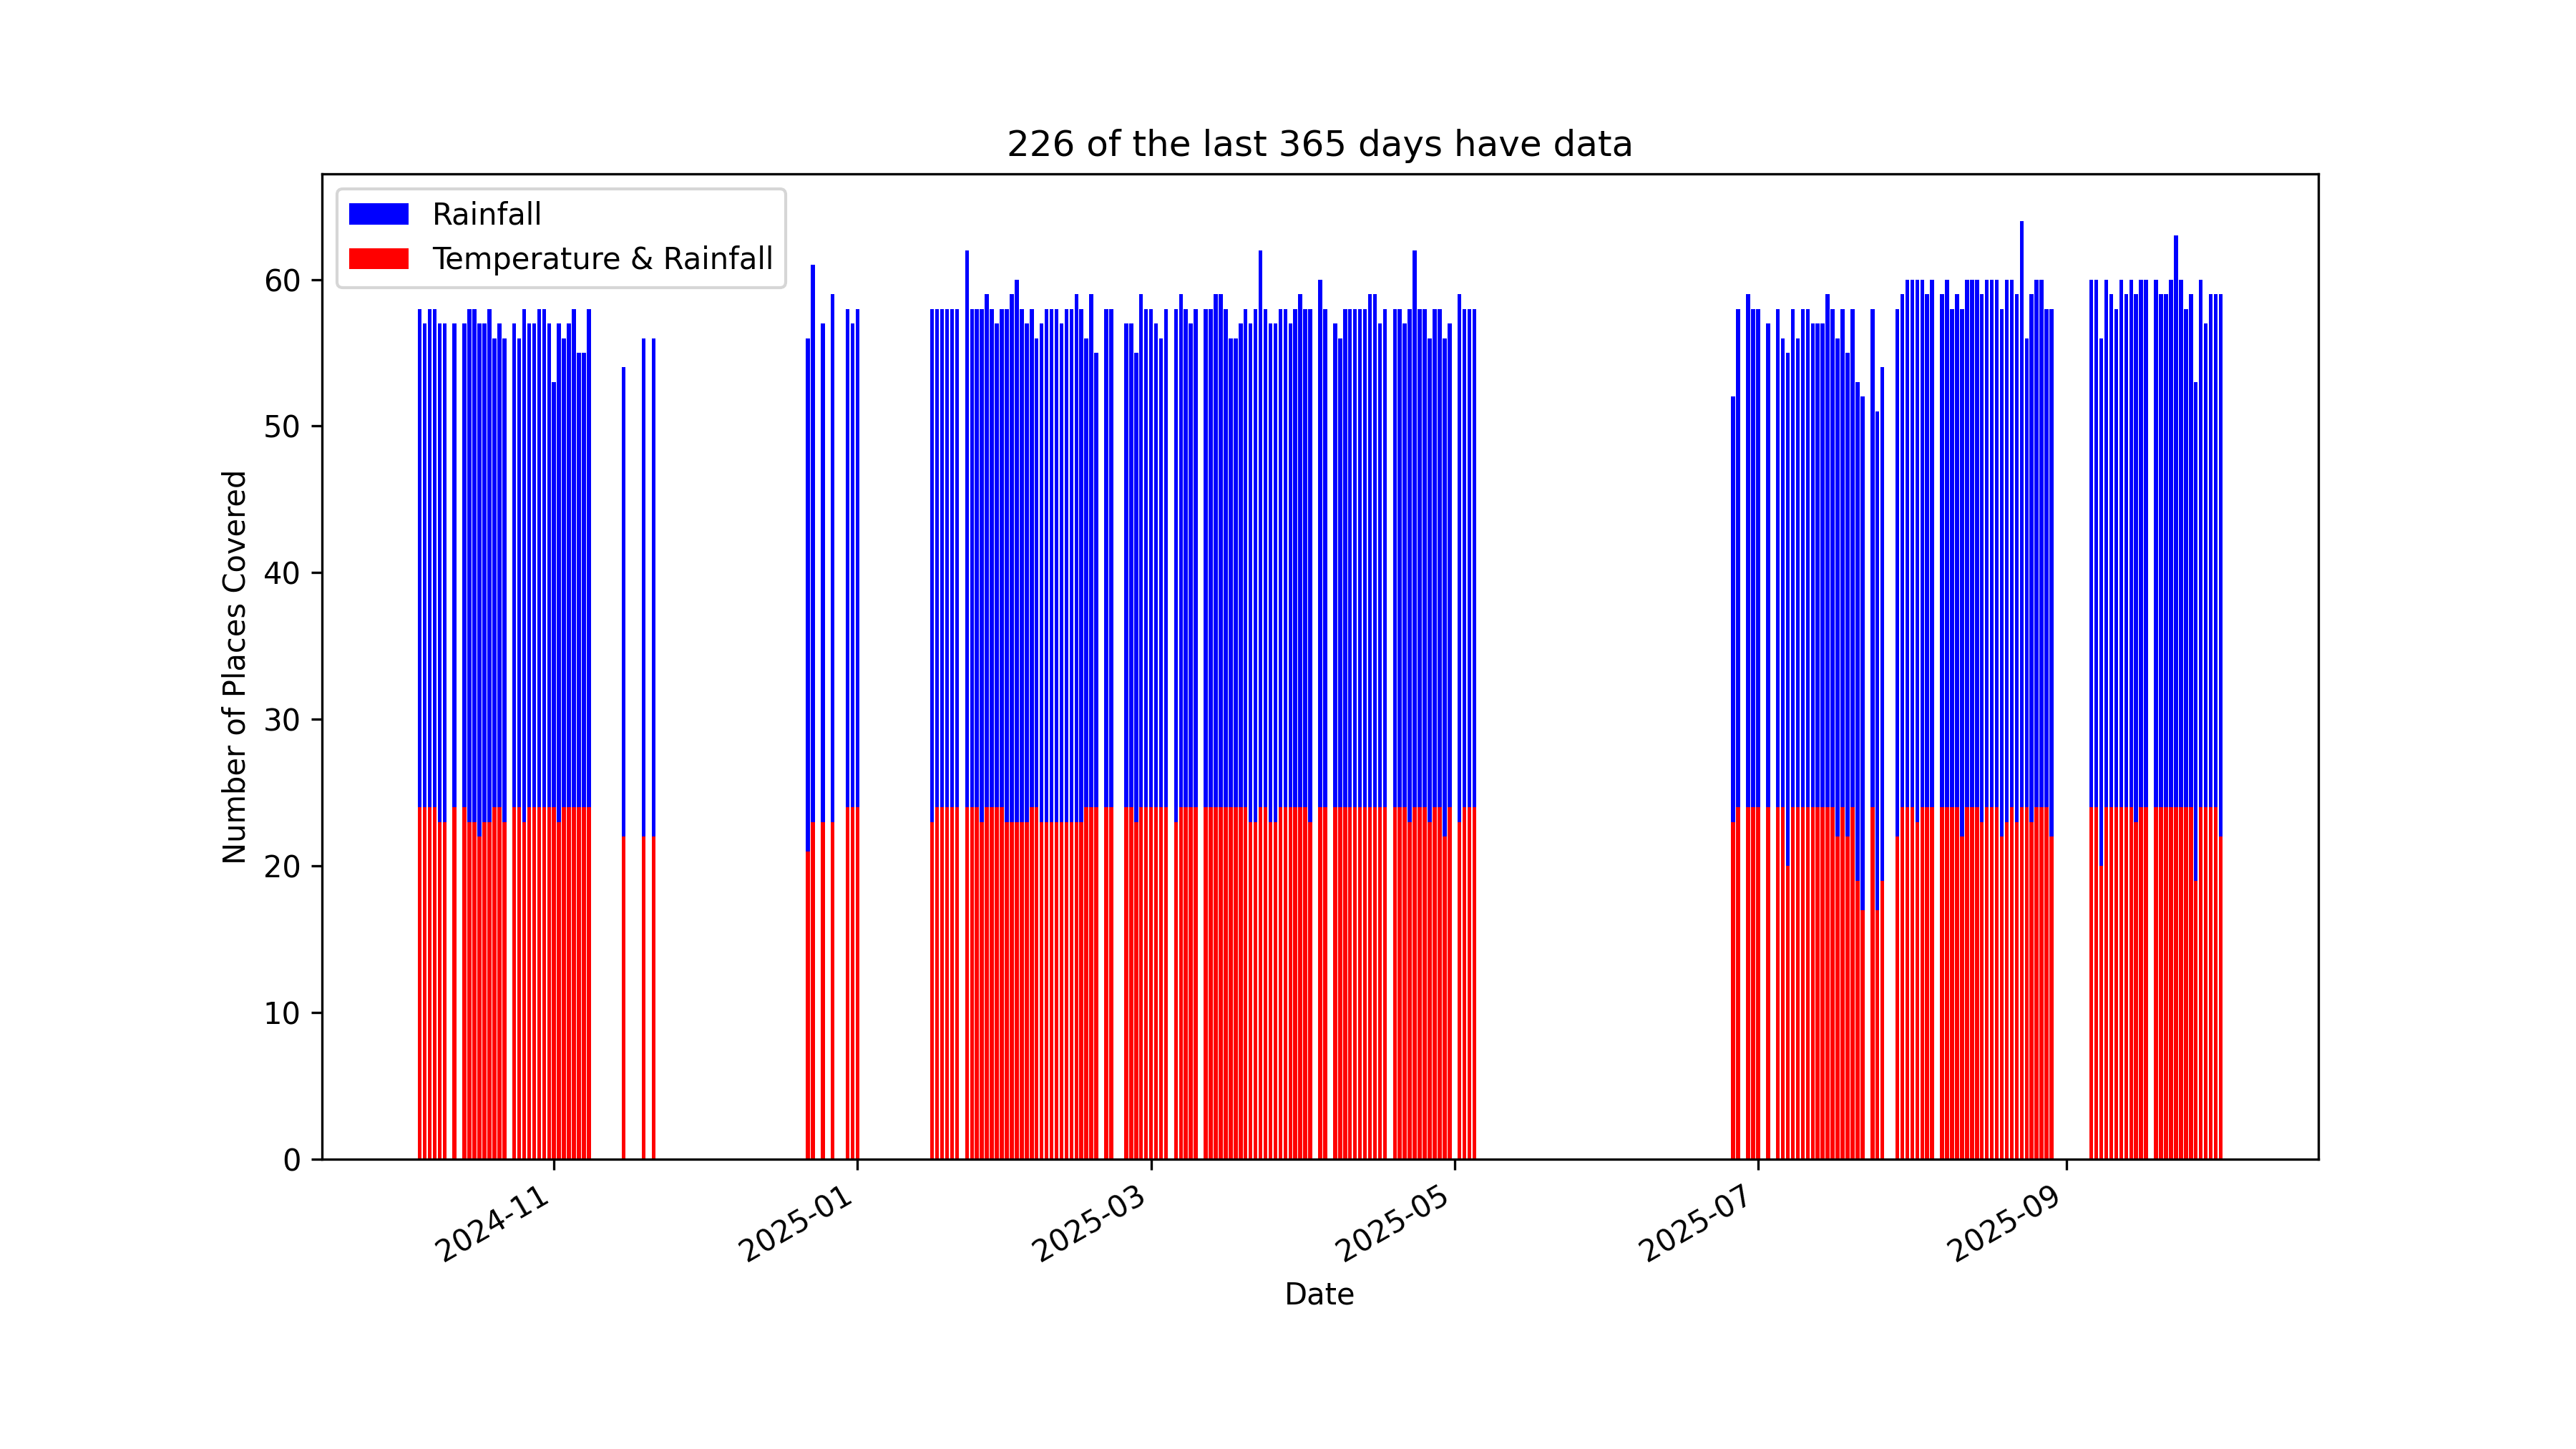 226 of the last 365 days have data
Rainfall
Temperature & Rainfall
Number of Places Covered
60
50
40
30
20
10
0
2024-11
2025-01
2025-03
2025-05
2025-07
2025-09
Date